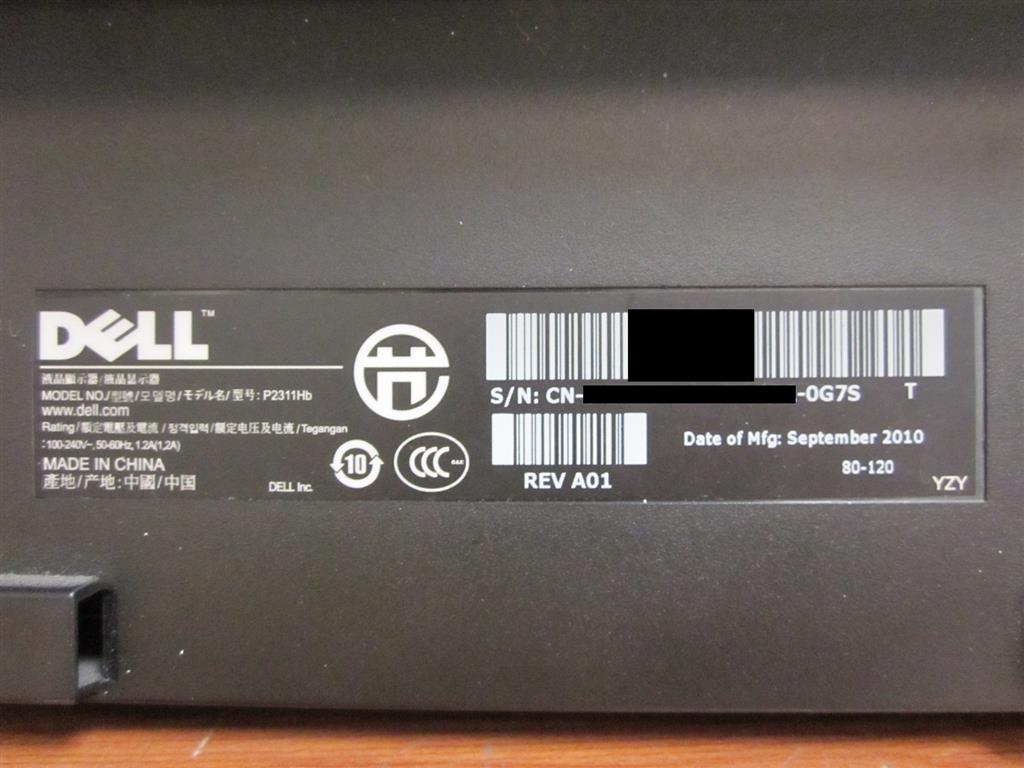 DELL™
液晶顯示器/液晶显示器
MODEL NO./型號/모델명/モデル名/型号: P2311Hb
www.dell.com
Rating/額定電壓及電流/정격입력/额定电压及电流/Tegangan
:100-240V~,50-60Hz,1.2A(1,2A)
MADE IN CHINA
產地/产地:中國/中国
DELL Inc.
10
CCC
S/N: CN-
-0G7S T
REV A01
Date of Mfg: September 2010
80-120
YZY